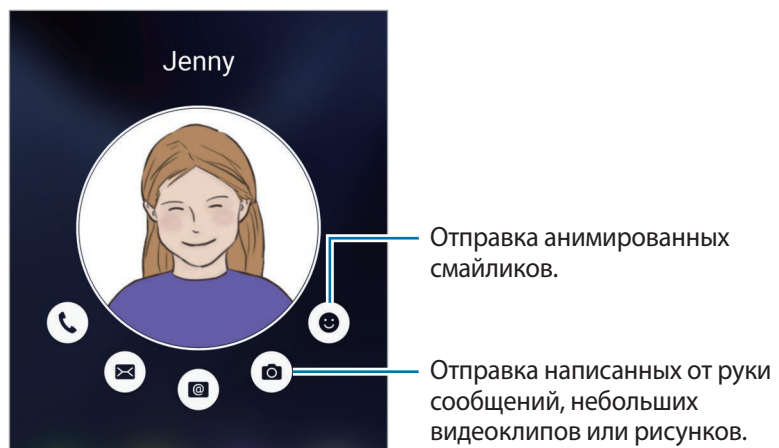 Jenny
Отправка анимированных
смайликов.
@
Отправка написанных от руки
сообщений, небольших
видеоклипов или рисунков.